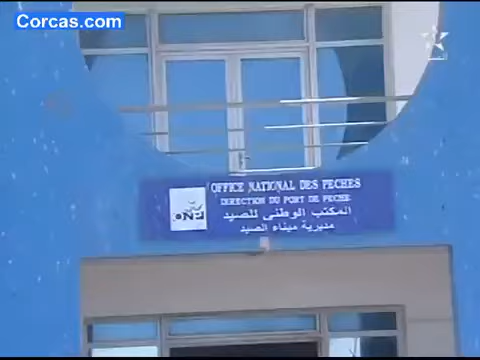 Corcas.com
OFFICE NATIONAL DES PECHES
DIRECTION DU PORT DE PECHE
المكتب الوطني للصيد
مديرية ميناء الصيد
ONP